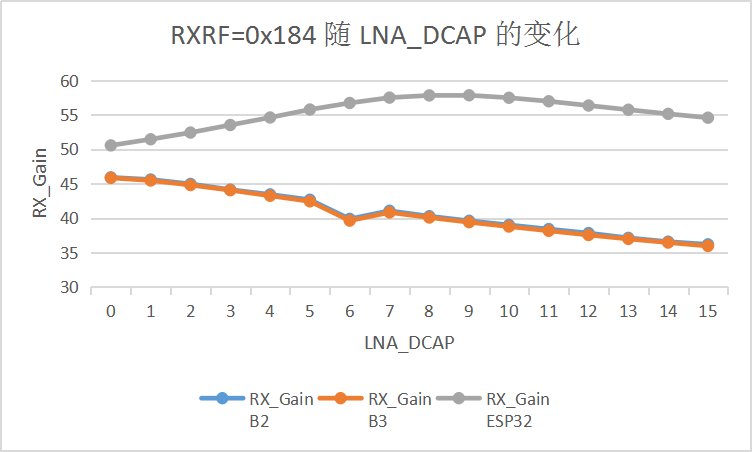 RXRF=0x184 随 LNA_DCAP 的变化
60
55
50
45
40
35
30
RX_Gain
0 1 2 3 4 5 6 7 8 9 10 11 12 13 14 15
LNA_DCAP
RX_Gain B2
RX_Gain B3
RX_Gain ESP32